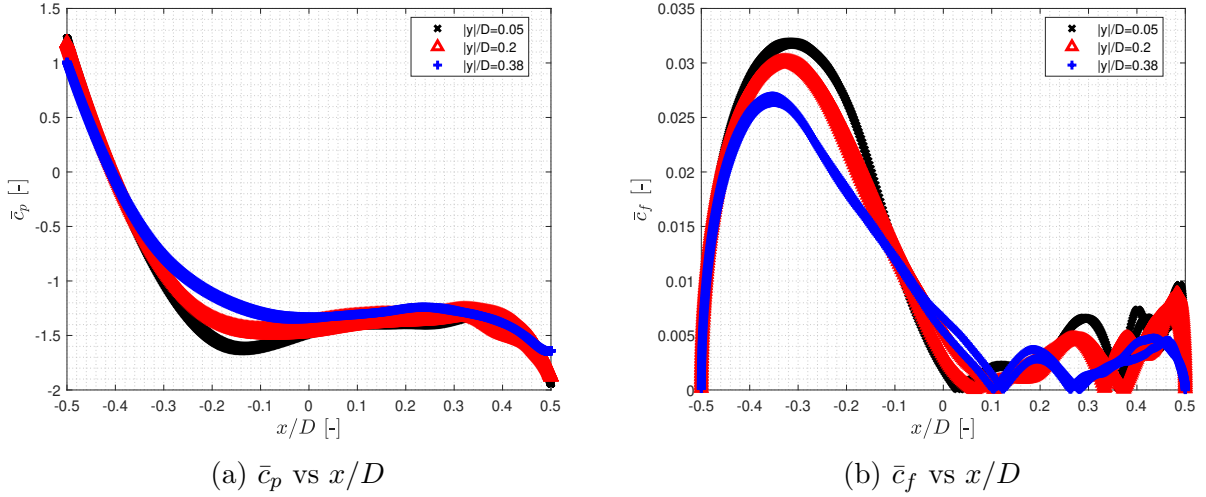 1.5
1
0.5
0
-0.5
-1
-1.5
-2
c̄_p [-]
-0.5 -0.4 -0.3 -0.2 -0.1 0 0.1 0.2 0.3 0.4 0.5
x/D [-]
|y|/D=0.05
|y|/D=0.2
|y|/D=0.38
(a) c̄_p vs x/D
0.035
0.03
0.025
0.02
0.015
0.01
0.005
0
c̄_f [-]
-0.5 -0.4 -0.3 -0.2 -0.1 0 0.1 0.2 0.3 0.4 0.5
x/D [-]
|y|/D=0.05
|y|/D=0.2
|y|/D=0.38
(b) c̄_f vs x/D